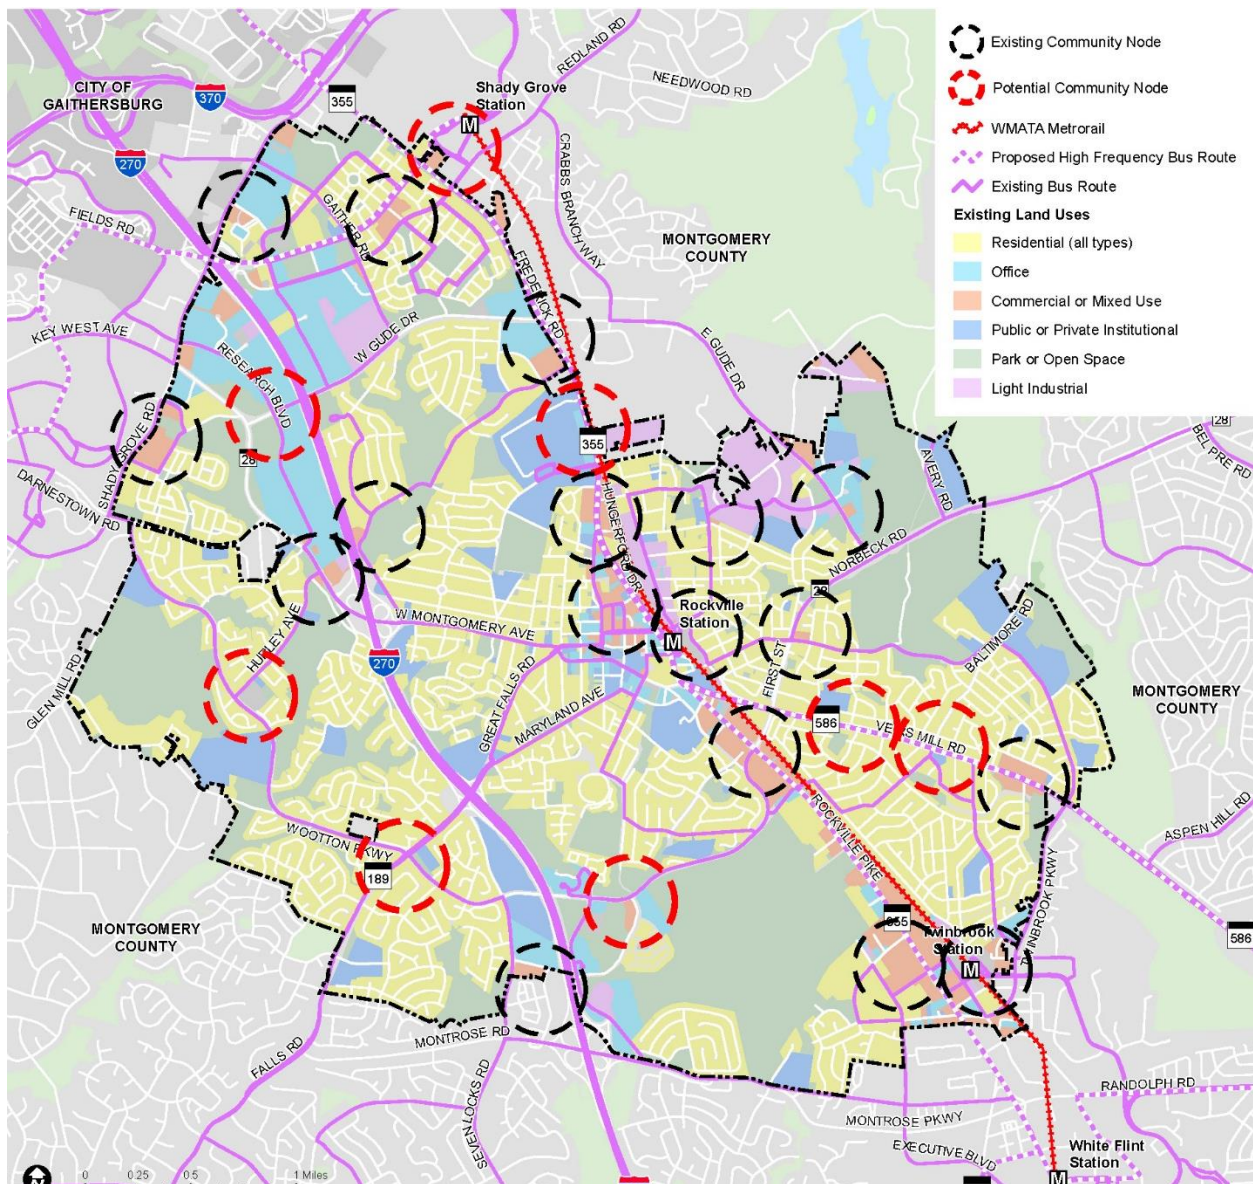 CITY OF
GAITHERSBURG
370
355
270
Shady Grove
Station
REDLAND RD
NEEDWOOD RD
CRABBS BRANCH WAY
FIELDS RD
GAITHER RD
FREDERICK RD
MONTGOMERY
COUNTY
Existing Community Node
Potential Community Node
WMATA Metrorail
Proposed High Frequency Bus Route
Existing Bus Route
Existing Land Uses
Residential (all types)
Office
Commercial or Mixed Use
Public or Private Institutional
Park or Open Space
Light Industrial
M
KEY WEST AVE
RESEARCH BLVD
W GUDE DR
E GUDE DR
SHADY GROVE RD
28
355
28
BEL PRE RD
DARNESTOWN RD
AVERY RD
HUNGERFORD DR
NORBECK RD
28
Rockville
Station
M
W MONTGOMERY AVE
HURLEY AVE
270
GLEN MILL RD
GREAT FALLS RD
MARYLAND AVE
FIRST ST
BALTIMORE RD
586
VEIRS MILL RD
MONTGOMERY
COUNTY
ROCKVILLE PIKE
ASPEN HILL RD
WOOTTON PKWY
189
355
Twinbrook
Station
M
TWINBROOK PKWY
586
MONTGOMERY
COUNTY
FALLS RD
MONTROSE RD
SEVEN LOCKS RD
RANDOLPH RD
MONTROSE PKWY
EXECUTIVE BLVD
White Flint
Station
M
0 0.25 0.5 1 Miles